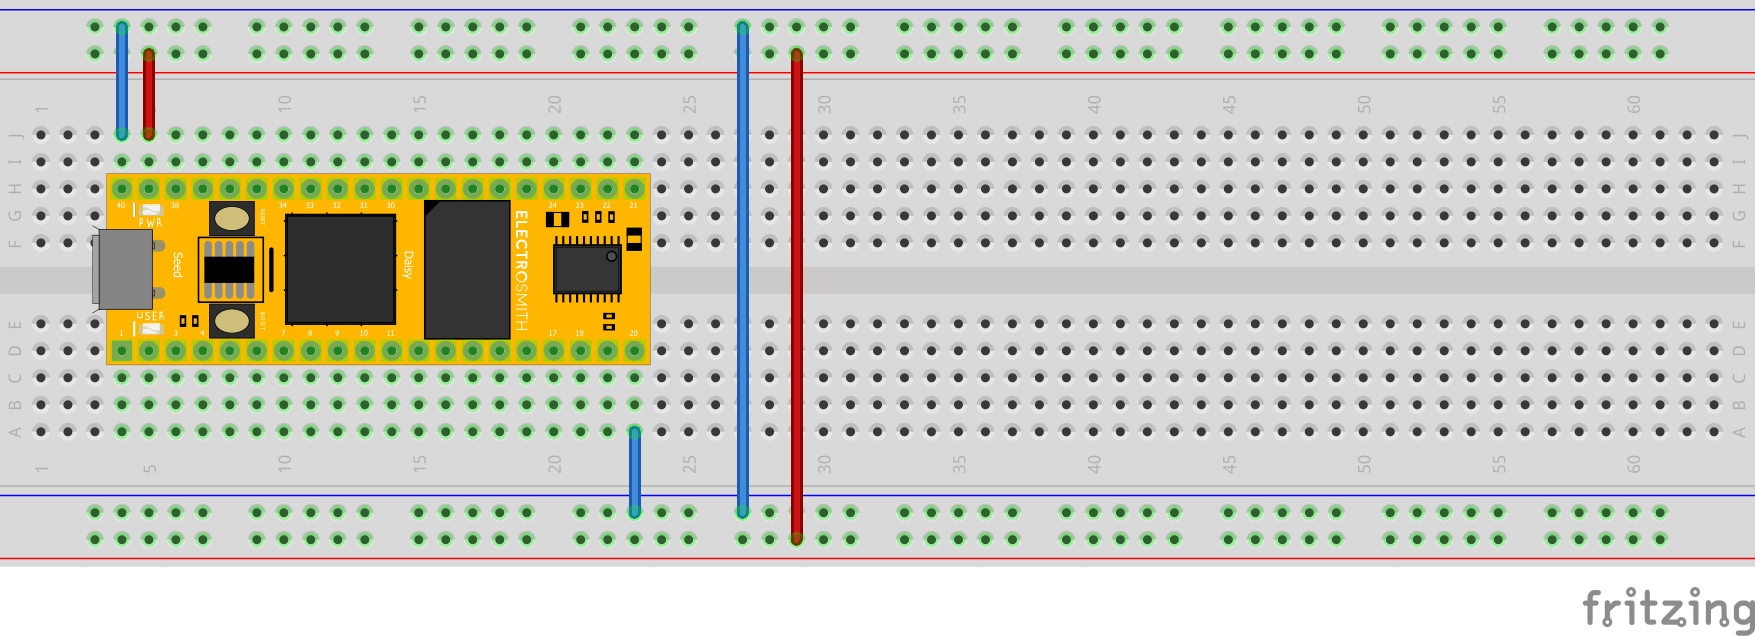 1 5 10 15 20 25 30 35 40 45 50 55 60
J J
I I
H H
G G
F F
40 38 34 33 32 31 30 24 23 22 21
PWR
RESET
Seed
Daisy
ELECTROSMITH
USER
BOOT
1 3 4 7 8 9 10 11 17 18 20
E E
D D
C C
B B
A A
1 5 10 15 20 25 30 35 40 45 50 55 60
fritzing